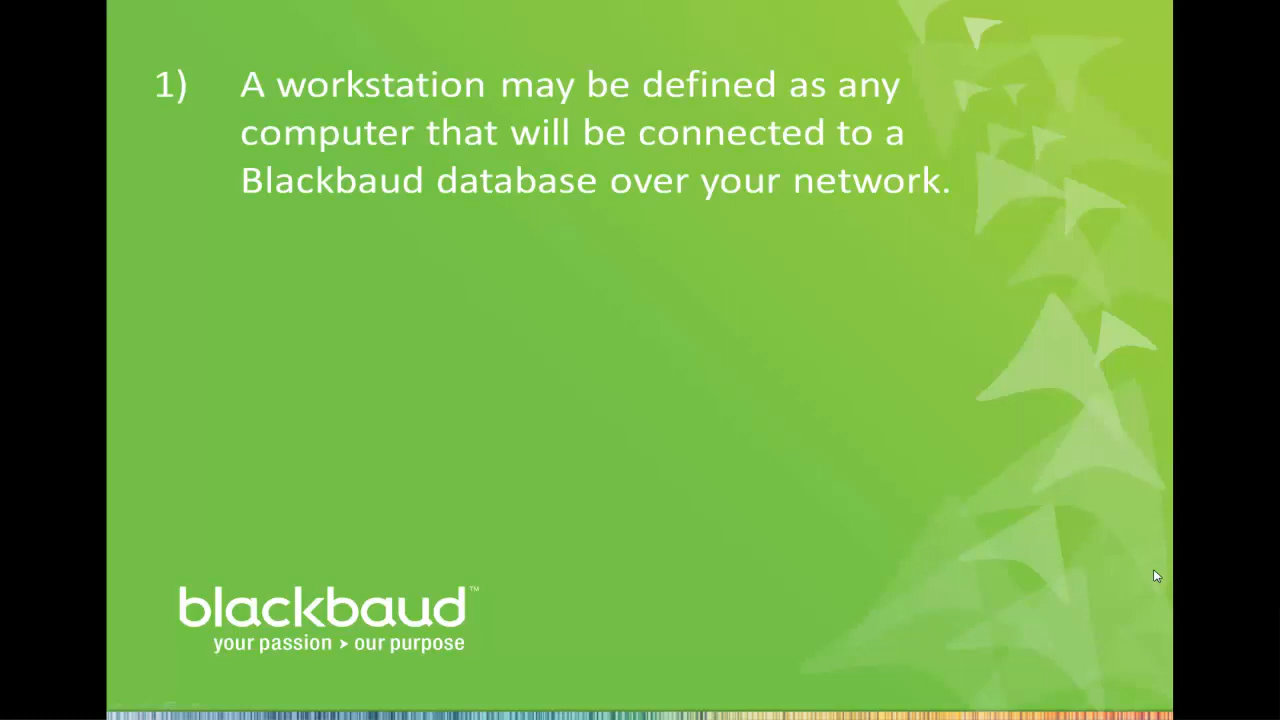 1) A workstation may be defined as any
computer that will be connected to a
Blackbaud database over your network.
blackbaud™
your passion > our purpose